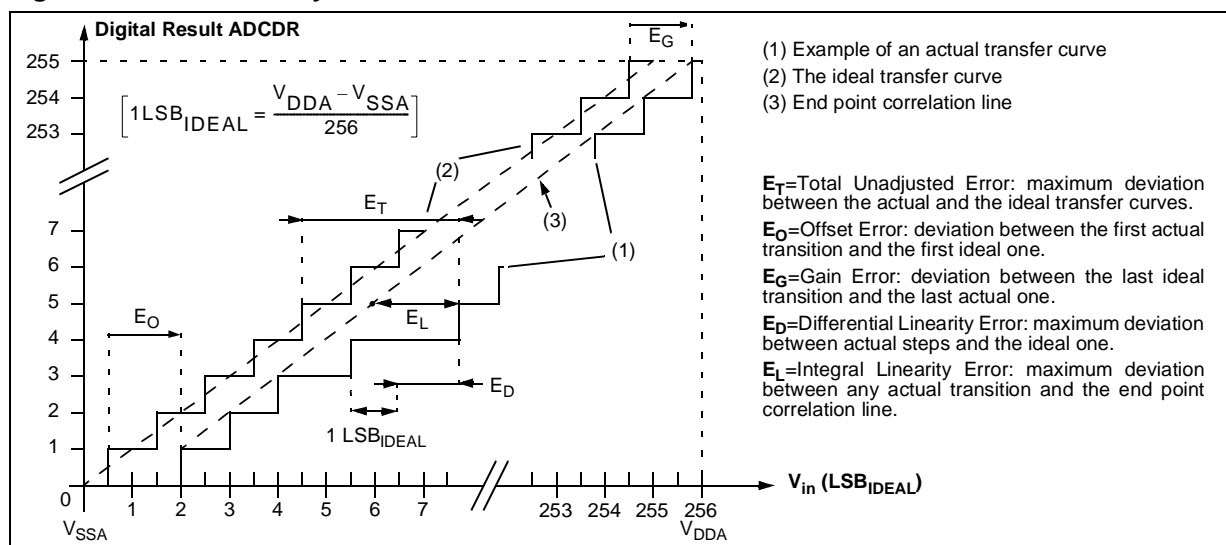 Digital Result ADCDR
E_G
255
254
253
[1LSB_IDEAL = (V_DDA – V_SSA) / 256]
(2)
(3)
(1)
E_T
7
6
5
4
3
2
1
0
E_O
E_L
E_D
1 LSB_IDEAL
1 2 3 4 5 6 7 253 254 255 256
V_SSA
V_DDA
V_in (LSB_IDEAL)
(1) Example of an actual transfer curve
(2) The ideal transfer curve
(3) End point correlation line
E_T=Total Unadjusted Error: maximum deviation
between the actual and the ideal transfer curves.
E_O=Offset Error: deviation between the first actual
transition and the first ideal one.
E_G=Gain Error: deviation between the last ideal
transition and the last actual one.
E_D=Differential Linearity Error: maximum deviation
between actual steps and the ideal one.
E_L=Integral Linearity Error: maximum deviation
between any actual transition and the end point
correlation line.